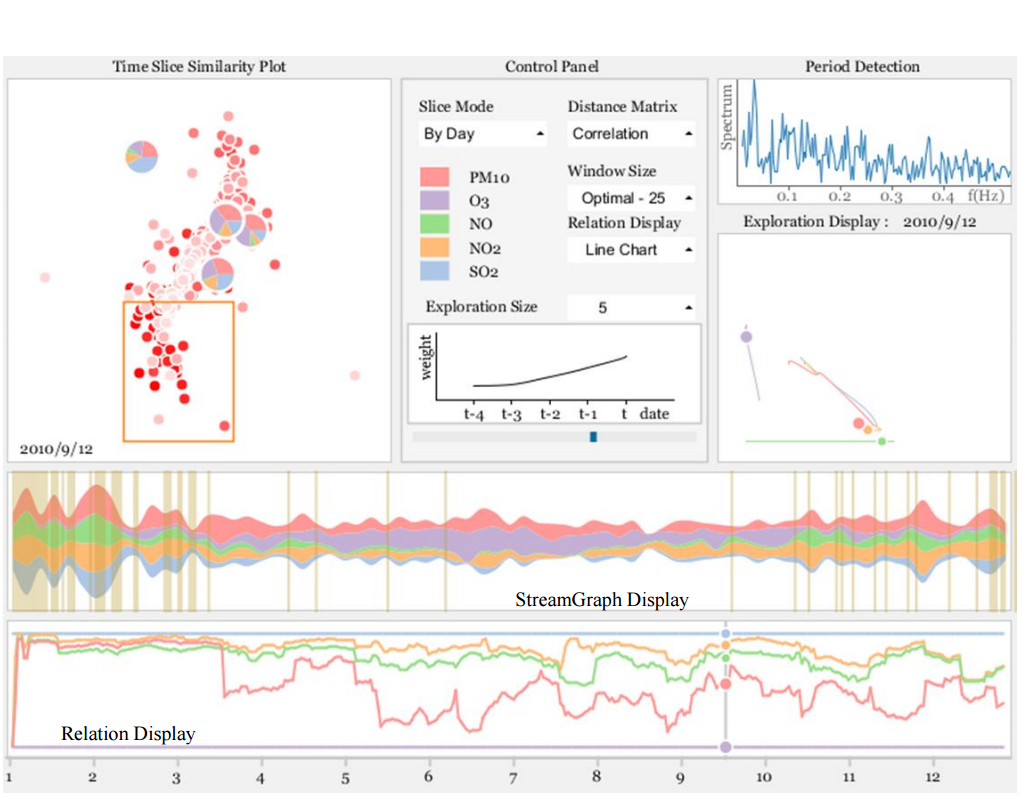 Time Slice Similarity Plot
2010/9/12
Control Panel
Slice Mode
By Day
Distance Matrix
Correlation
PM10
O3
NO
NO2
SO2
Window Size
Optimal - 25
Relation Display
Line Chart
Exploration Size
5
weight
t-4 t-3 t-2 t-1 t date
Period Detection
Spectrum
0.1 0.2 0.3 0.4 f(Hz)
Exploration Display : 2010/9/12
StreamGraph Display
Relation Display
1 2 3 4 5 6 7 8 9 10 11 12